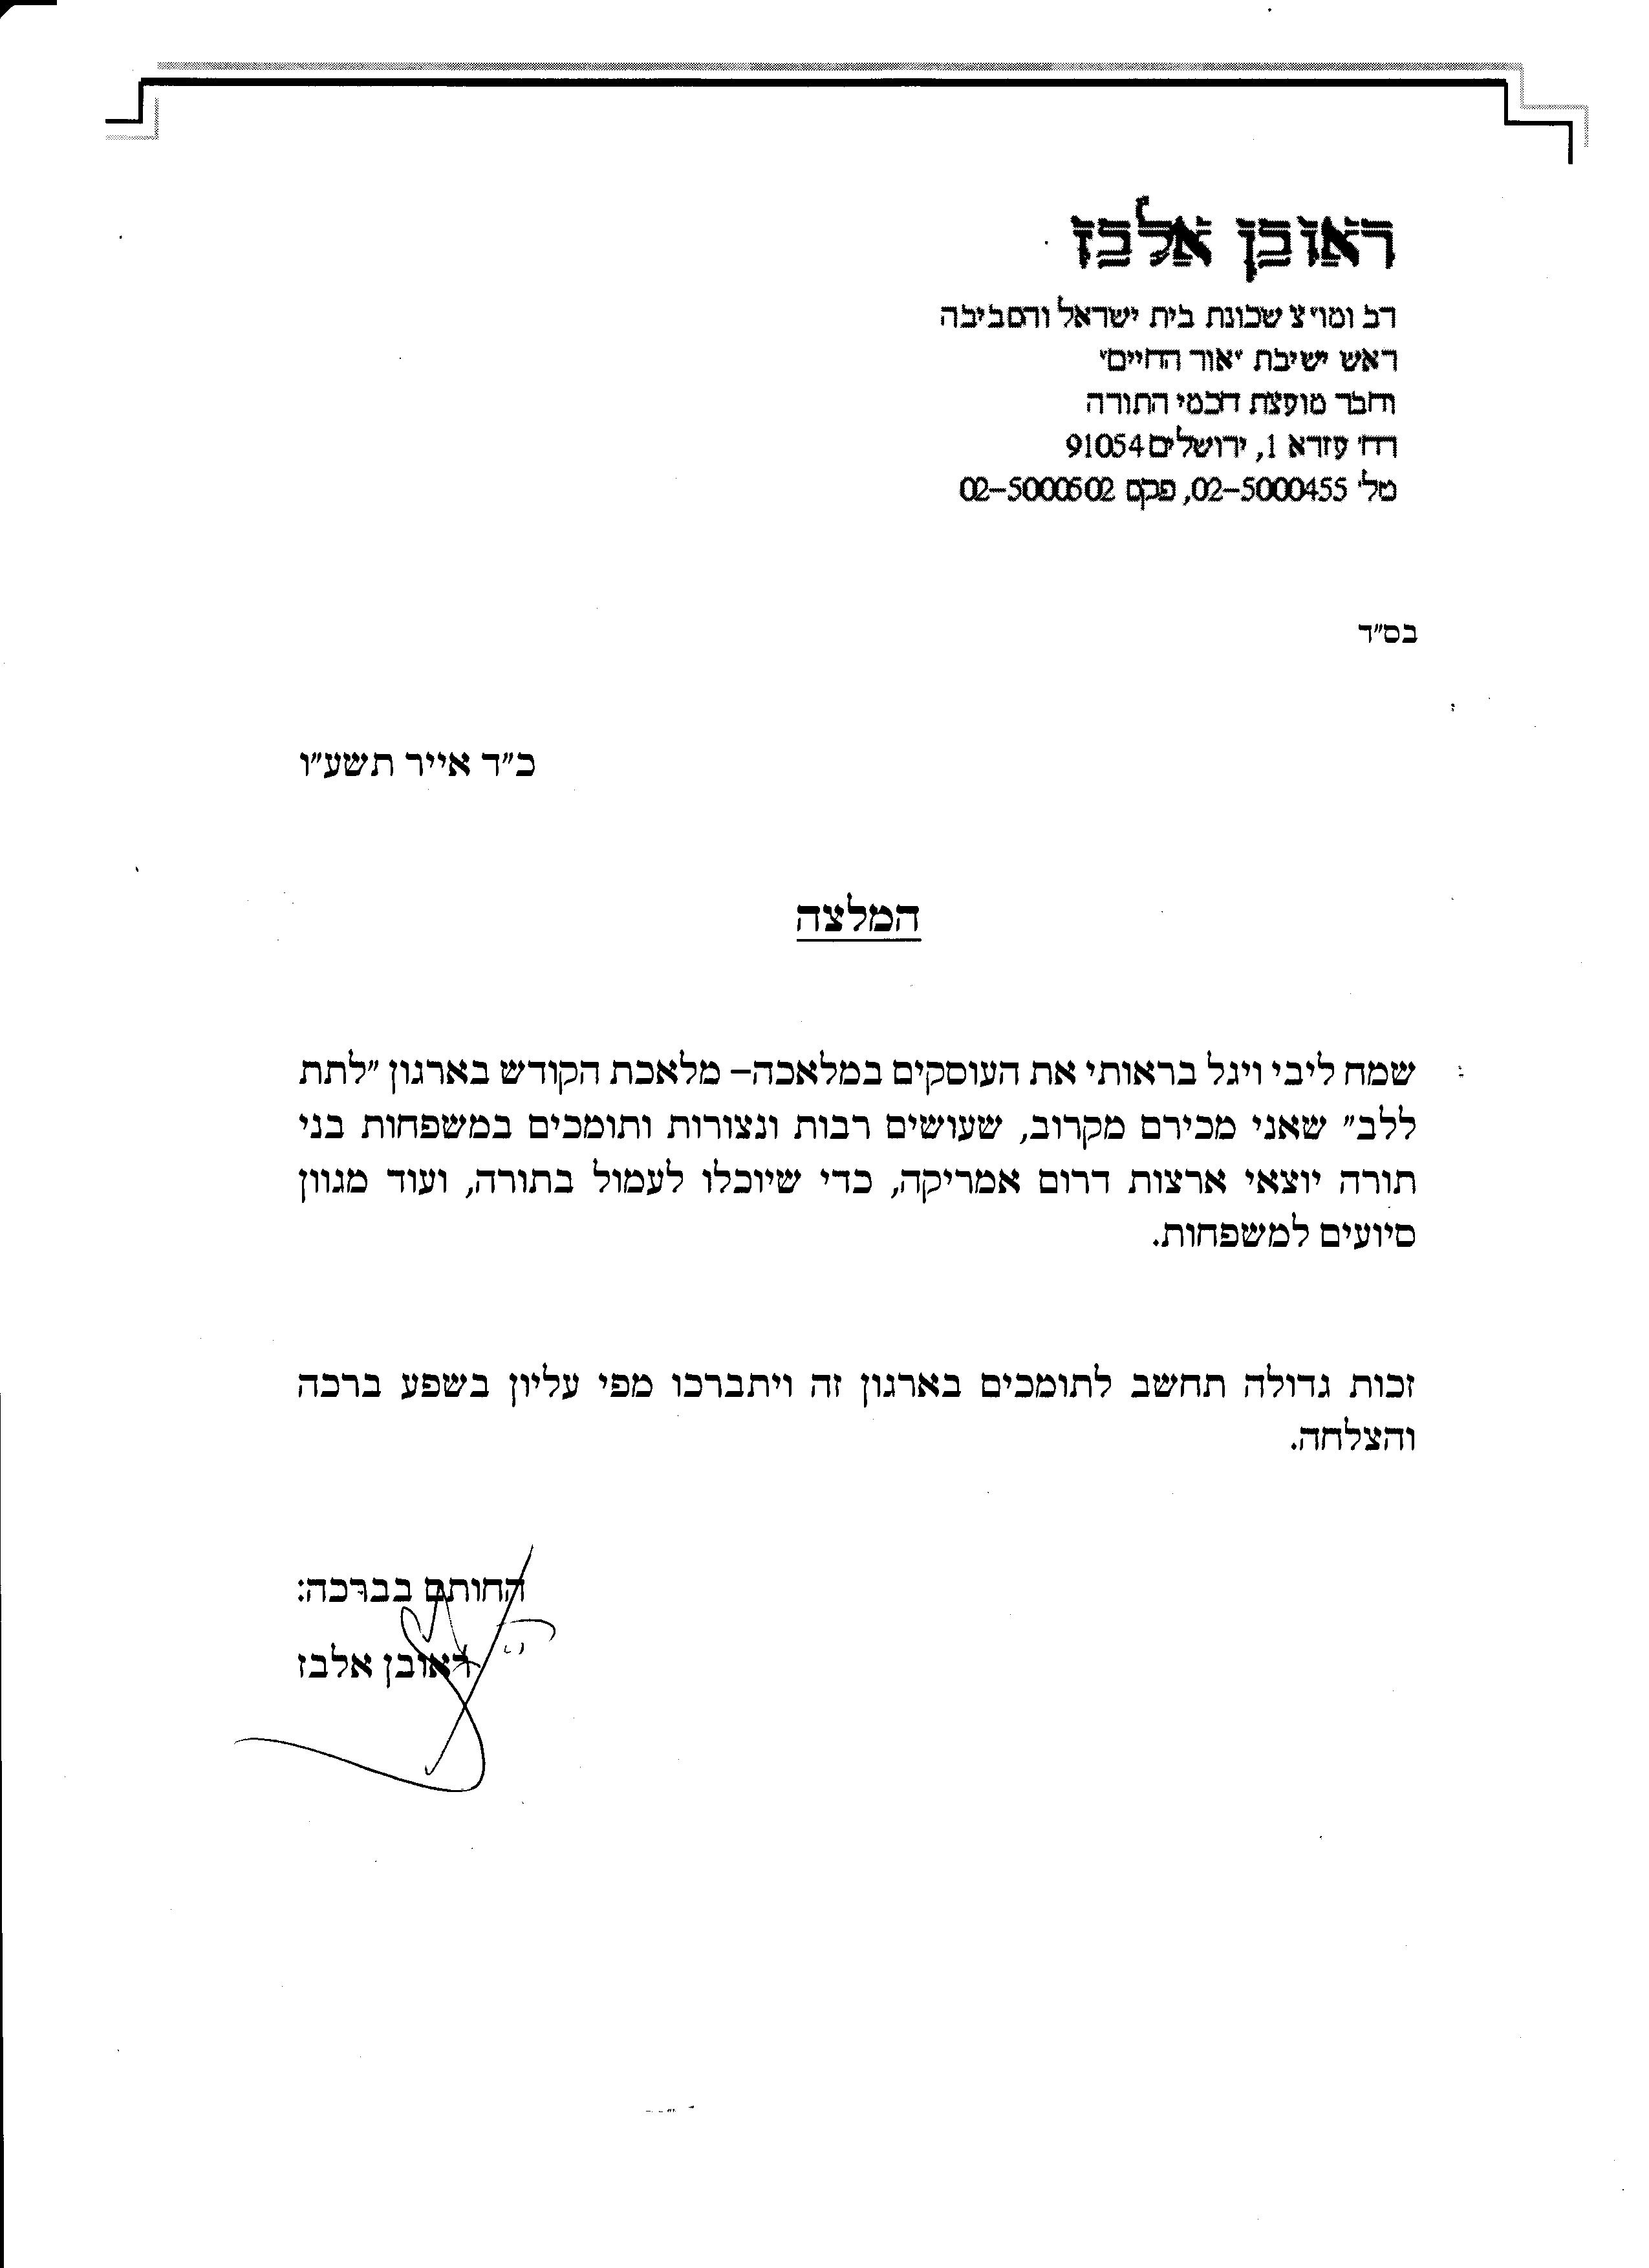 ראובן אלבז
רב ומו״צ שכונת בית ישראל והסביבה
ראש ישיבת ״אור החיים״
וחבר מועצת חכמי התורה
רח׳ עזרא 1, ירושלים 91054
טל׳ 02-5000455, פקס 02-5000502
בס״ד
כ״ד אייר תשע״ו
המלצה
שמח ליבי ויגל בראותי את העוסקים במלאכה– מלאכת הקודש בארגון ״לתת
ללב״ שאני מכירם מקרוב, שעושים רבות ונצורות ותומכים במשפחות בני
תורה יוצאי ארצות דרום אמריקה, כדי שיוכלו לעמול בתורה, ועוד מגוון
סיועים למשפחות.
זכות גדולה תחשב לתומכים בארגון זה ויתברכו מפי עליון בשפע ברכה
והצלחה.
החותם בברכה:
ראובן אלבז